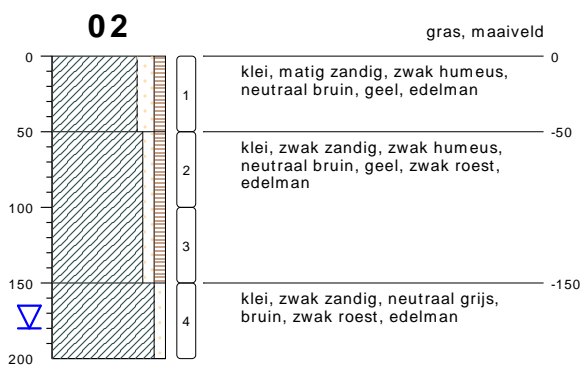 02
gras, maaiveld
0
0
klei, matig zandig, zwak humeus,
neutraal bruin, geel, edelman
1
50
-50
klei, zwak zandig, zwak humeus,
neutraal bruin, geel, zwak roest,
edelman
2
100
3
150
-150
klei, zwak zandig, neutraal grijs,
bruin, zwak roest, edelman
4
200